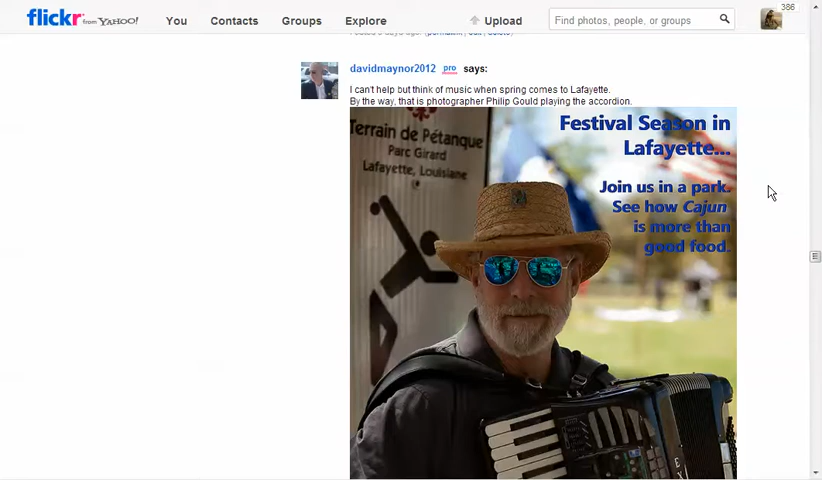 flickr from YAHOO!
You
Contacts
Groups
Explore
Upload
Find photos, people, or groups
386
davidmaynor2012 pro says:
I can't help but think of music when spring comes to Lafayette.
By the way, that is photographer Philip Gould playing the accordion.
Terrain de Pétanque
Parc Girard
Lafayette, Louisiane
Festival Season in
Lafayette...
Join us in a park.
See how Cajun
is more than
good food.